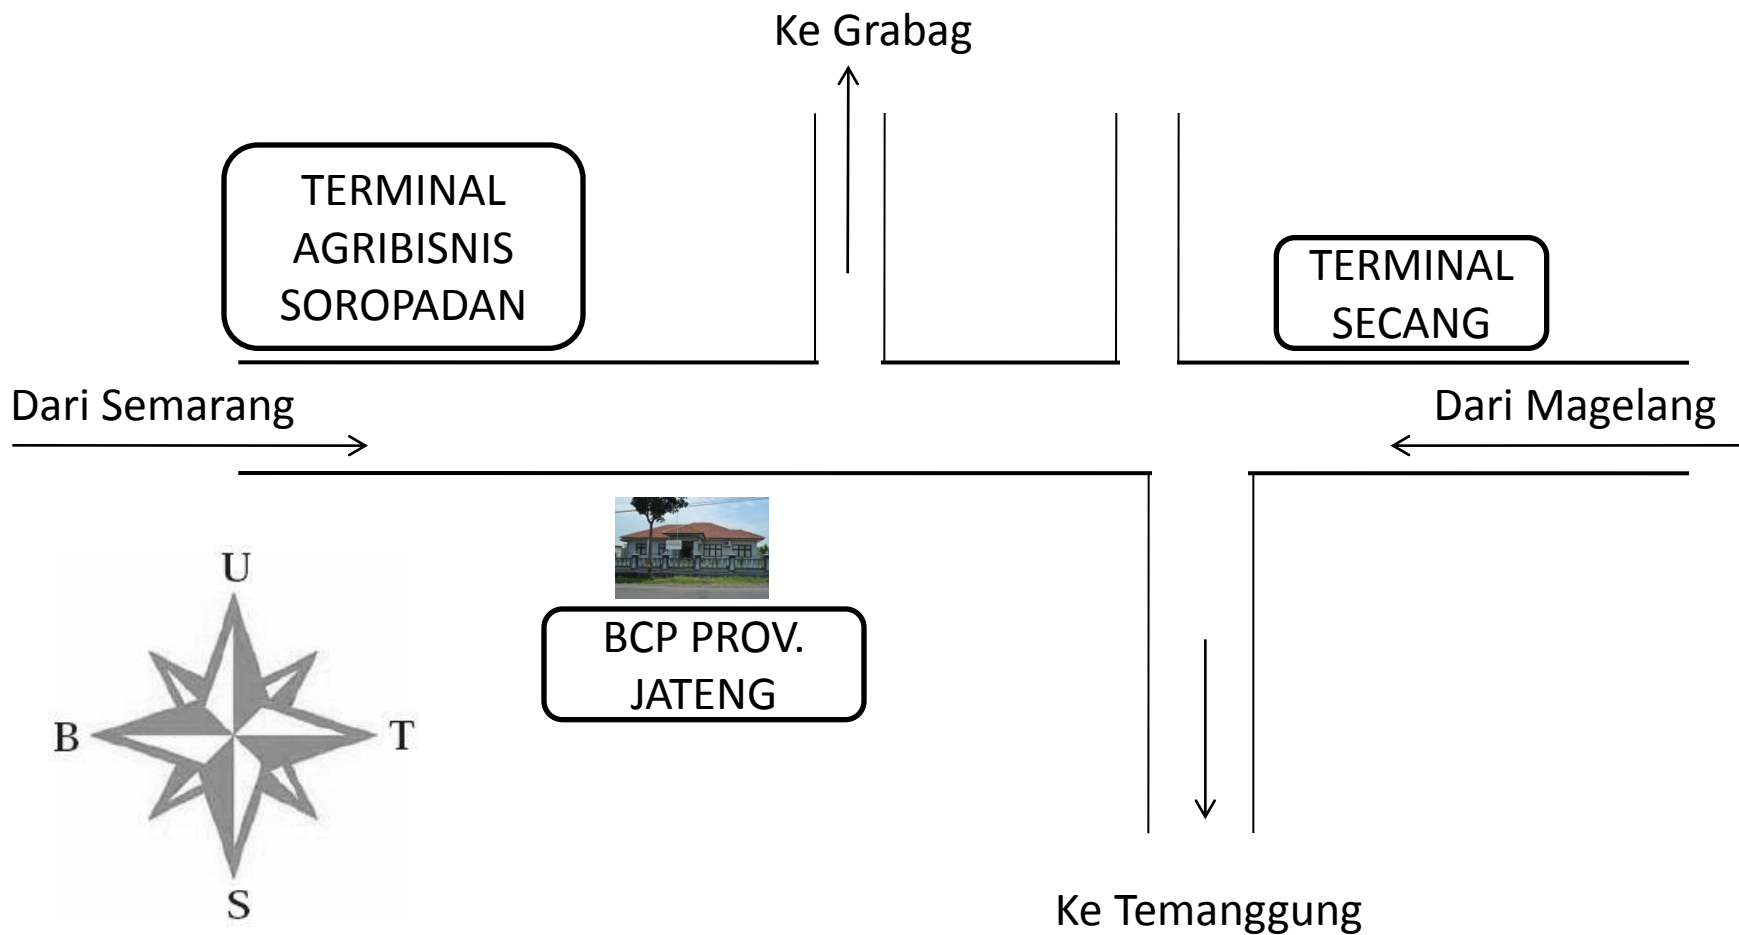 Ke Grabag
TERMINAL
AGRIBISNIS
SOROPADAN
TERMINAL
SECANG
Dari Semarang
Dari Magelang
BCP PROV.
JATENG
U
B
T
S
Ke Temanggung